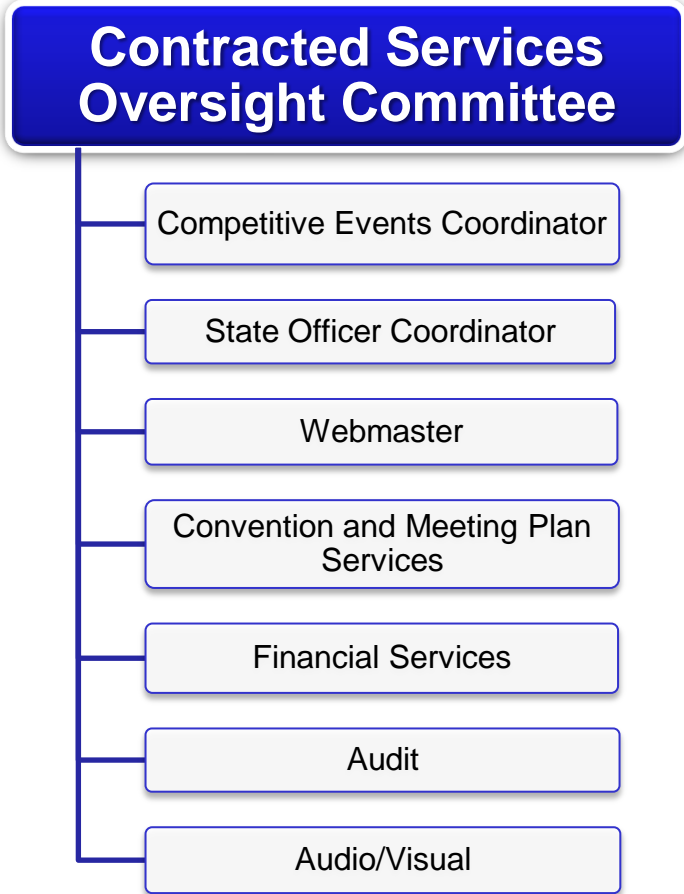 Contracted Services
Oversight Committee
Competitive Events Coordinator
State Officer Coordinator
Webmaster
Convention and Meeting Plan
Services
Financial Services
Audit
Audio/Visual